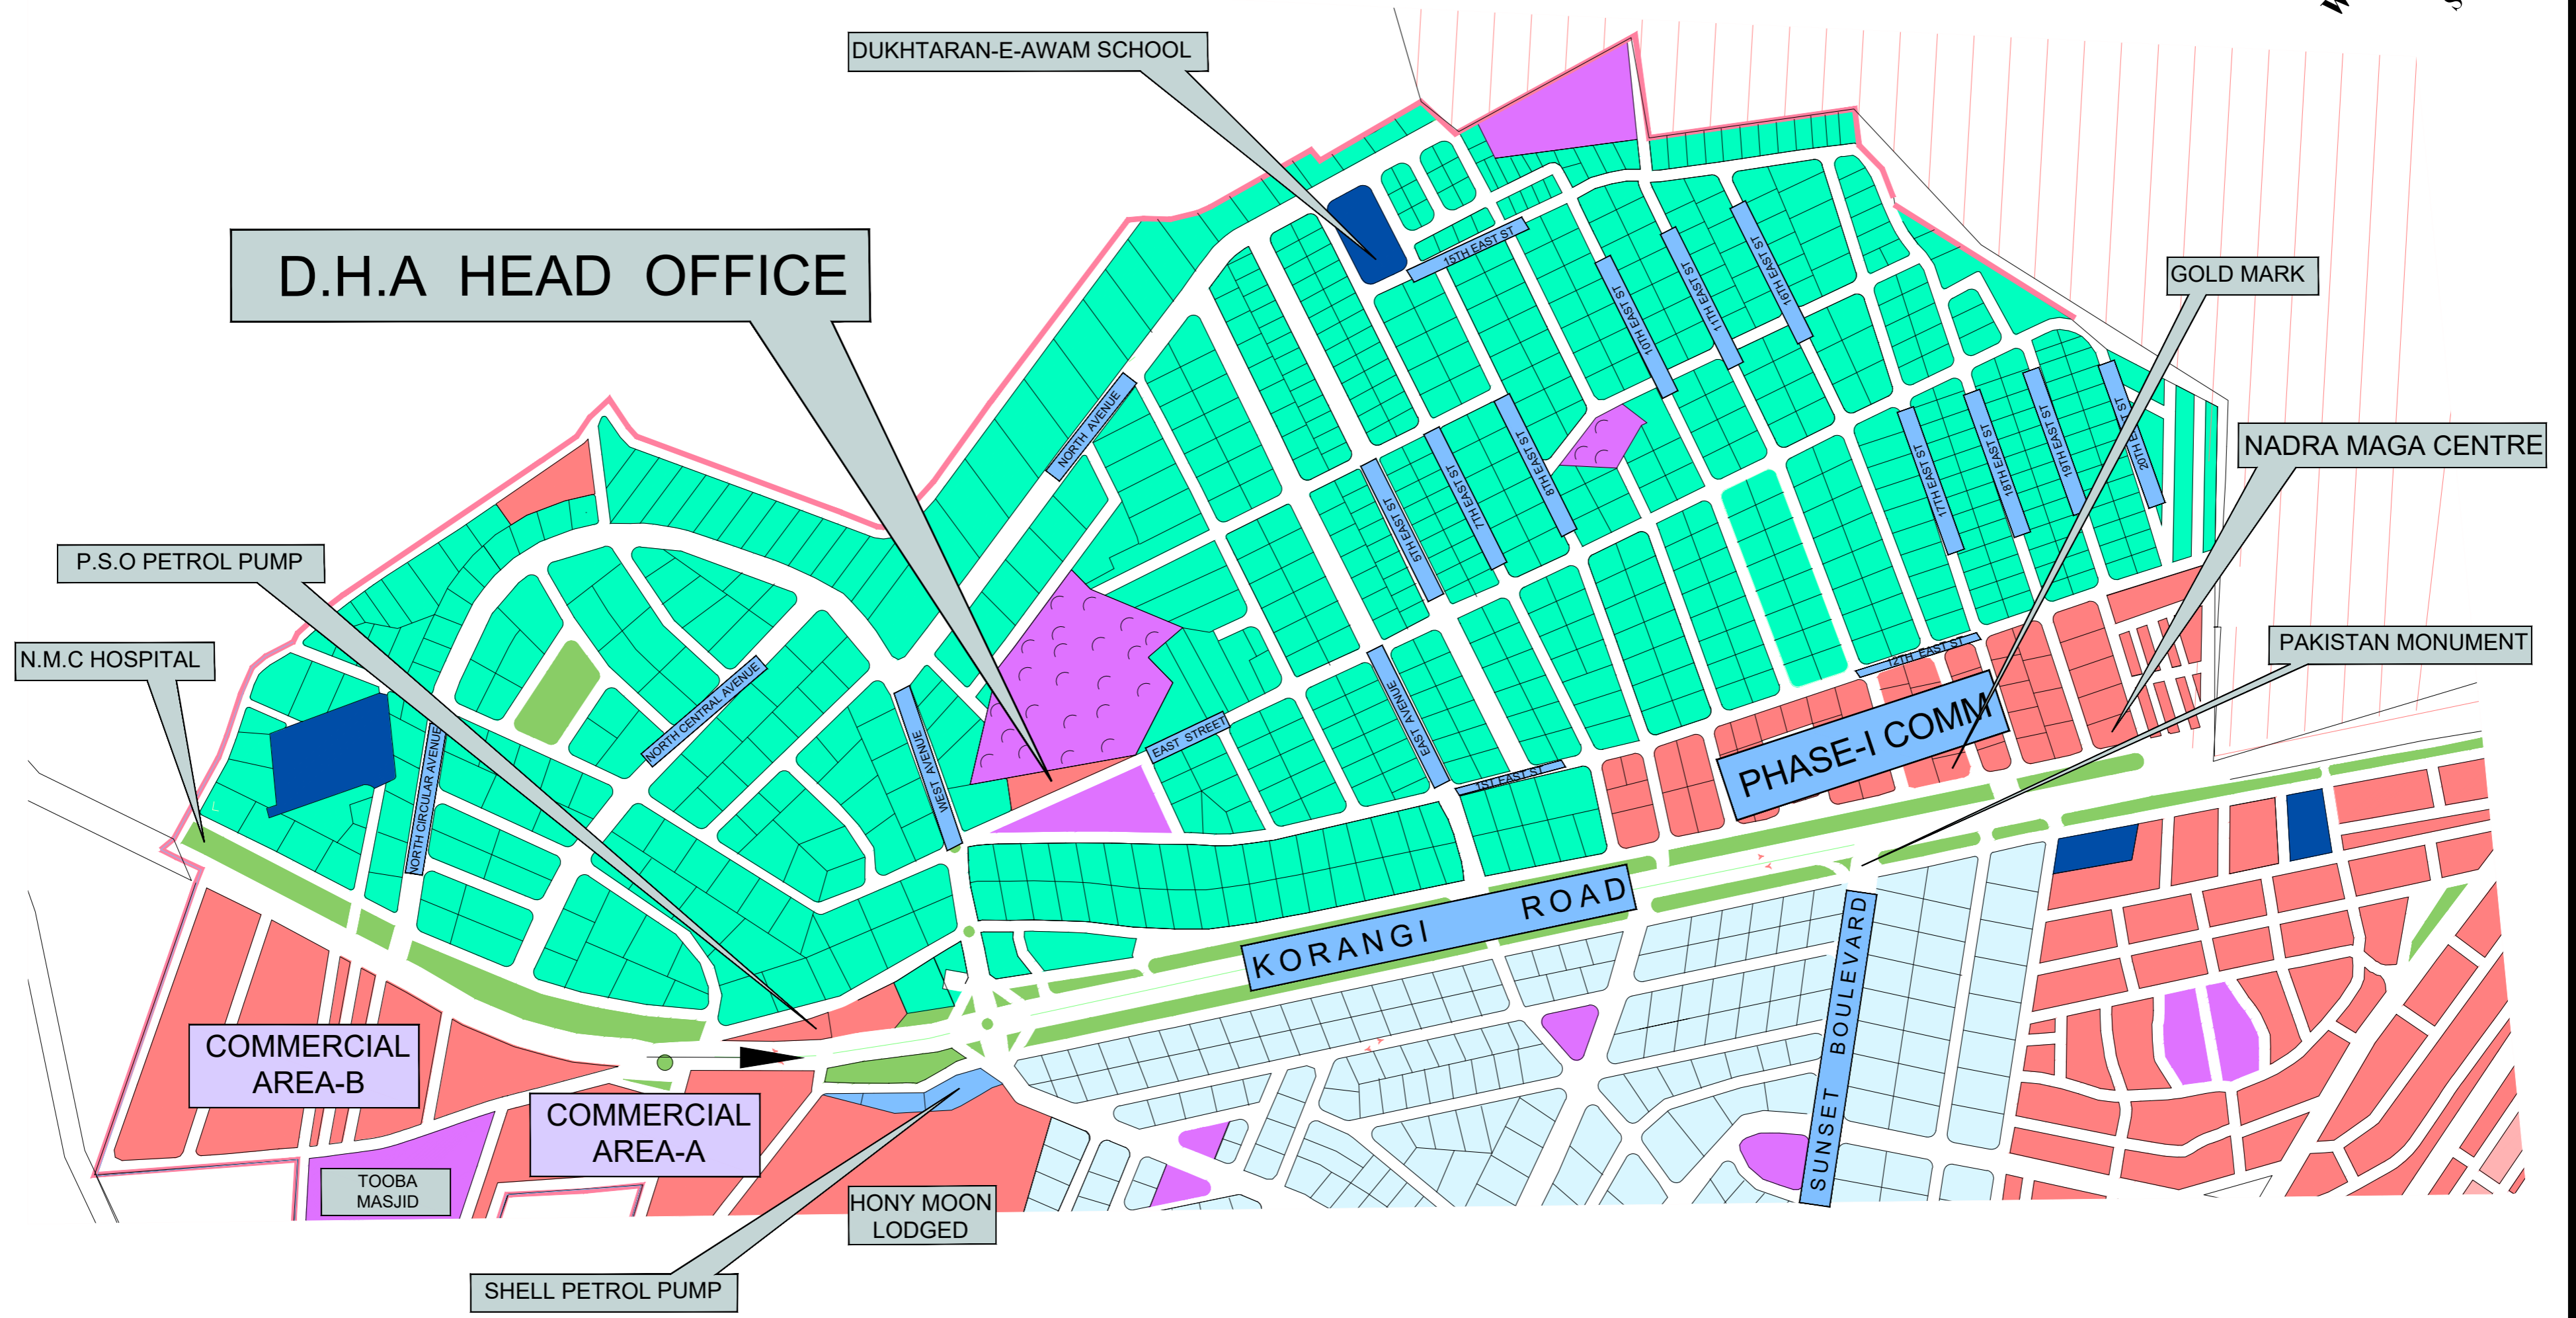 W
S
DUKHTARAN-E-AWAM SCHOOL
D.H.A HEAD OFFICE
15TH EAST ST
16TH EAST ST
11TH EAST ST
10TH EAST ST
GOLD MARK
NORTH AVENUE
NADRA MAGA CENTRE
5TH EAST ST
7TH EAST ST
8TH EAST ST
17TH EAST ST
18TH EAST ST
19TH EAST ST
20TH EAST ST
P.S.O PETROL PUMP
N.M.C HOSPITAL
PAKISTAN MONUMENT
12TH EAST ST
NORTH CENTRAL AVENUE
NORTH CIRCULAR AVENUE
WEST AVENUE
EAST STREET
EAST AVENUE
1ST EAST ST
PHASE-I COMM
KORANGI ROAD
SUNSET BOULEVARD
COMMERCIAL
AREA-B
COMMERCIAL
AREA-A
TOOBA
MASJID
HONY MOON
LODGED
SHELL PETROL PUMP